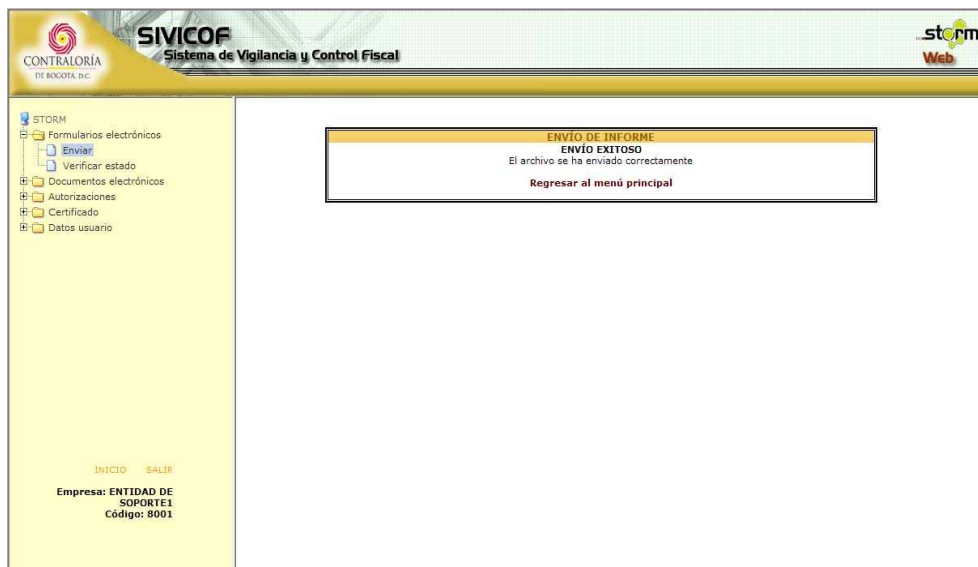 CONTRALORÍA
DE BOGOTÁ, D.C.
SIVICOF
Sistema de Vigilancia y Control Fiscal
storm
Web
STORM
Formularios electrónicos
Enviar
Verificar estado
Documentos electrónicos
Autorizaciones
Certificado
Datos usuario
INICIO SALIR
Empresa: ENTIDAD DE
SOPORTE1
Código: 8001
ENVÍO DE INFORME
ENVÍO EXITOSO
El archivo se ha enviado correctamente
Regresar al menú principal